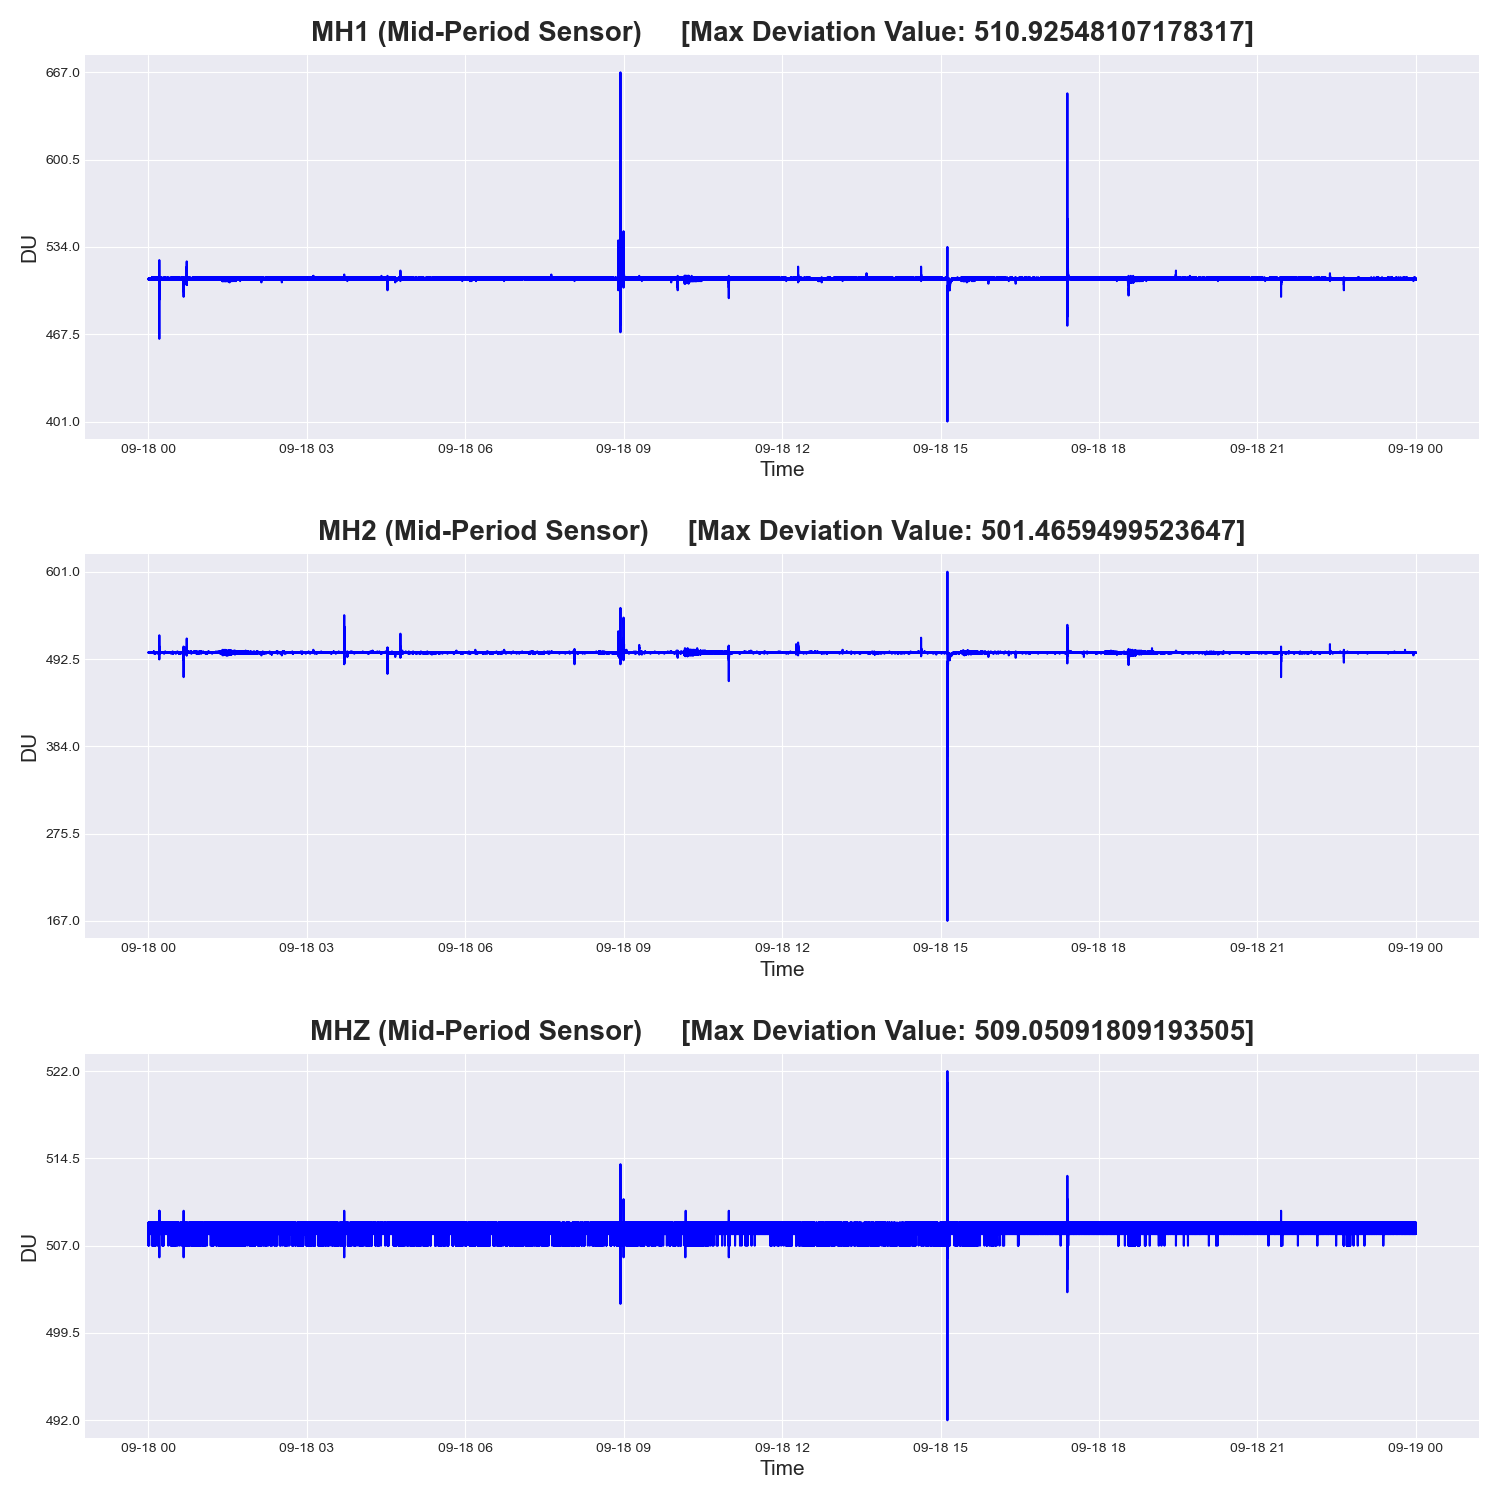 MH1 (Mid-Period Sensor) [Max Deviation Value: 510.92548107178317]
667.0
600.5
534.0
467.5
401.0
DU
09-18 00 09-18 03 09-18 06 09-18 09 09-18 12 09-18 15 09-18 18 09-18 21 09-19 00
Time
MH2 (Mid-Period Sensor) [Max Deviation Value: 501.4659499523647]
601.0
492.5
384.0
275.5
167.0
DU
09-18 00 09-18 03 09-18 06 09-18 09 09-18 12 09-18 15 09-18 18 09-18 21 09-19 00
Time
MHZ (Mid-Period Sensor) [Max Deviation Value: 509.05091809193505]
522.0
514.5
507.0
499.5
492.0
DU
09-18 00 09-18 03 09-18 06 09-18 09 09-18 12 09-18 15 09-18 18 09-18 21 09-19 00
Time